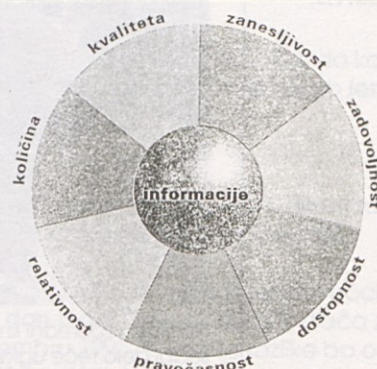 kvaliteta
zanesljivost
zadovoljnost
dostopnost
pravočasnost
relativnost
količina
informacije